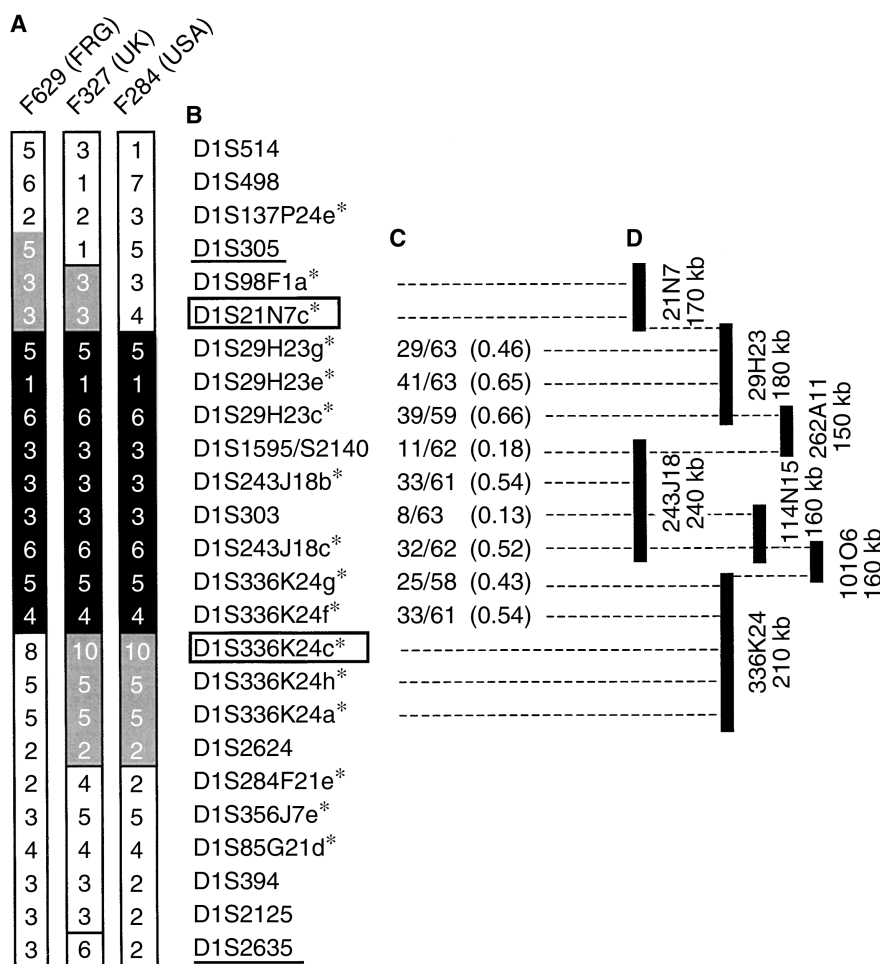 A
F629 (FRG)
F327 (UK)
F284 (USA)
B
5 3 1 D1S514
6 1 7 D1S498
2 2 3 D1S137P24e*
C D
5 1 5 D1S305
3 3 3 D1S98F1a*
3 3 4 D1S21N7c*
5 5 5 D1S29H23g* 29/63 (0.46)
1 1 1 D1S29H23e* 41/63 (0.65)
6 6 6 D1S29H23c* 39/59 (0.66)
3 3 3 D1S1595/S2140 11/62 (0.18)
3 3 3 D1S243J18b* 33/61 (0.54)
3 3 3 D1S303 8/63 (0.13)
6 6 6 D1S243J18c* 32/62 (0.52)
5 5 5 D1S336K24g* 25/58 (0.43)
4 4 4 D1S336K24f* 33/61 (0.54)
8 10 10 D1S336K24c*
5 5 5 D1S336K24h*
5 5 5 D1S336K24a*
2 2 2 D1S2624
2 4 2 D1S284F21e*
3 5 5 D1S356J7e*
4 4 4 D1S85G21d*
3 3 2 D1S394
3 3 2 D1S2125
3 6 2 D1S2635
21N7
170 kb
29H23
180 kb
262A11
150 kb
243J18
240 kb
114N15
160 kb
101O6
160 kb
336K24
210 kb